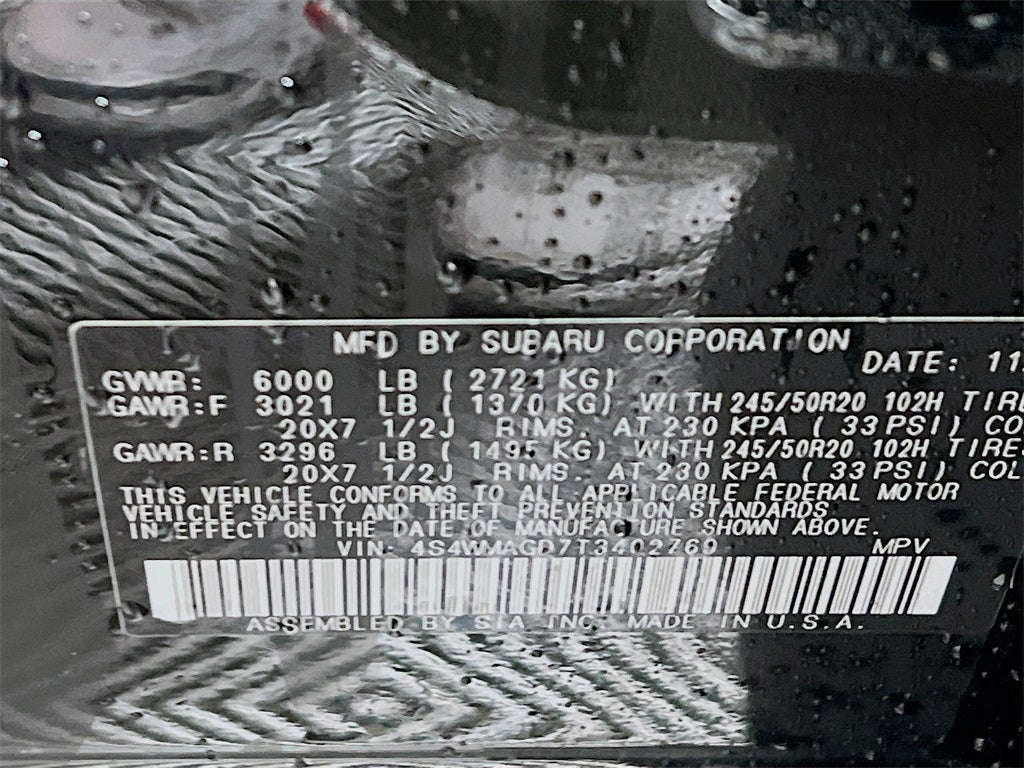 MFD BY SUBARU CORPORATION
DATE: 11
GVWR: 6000 LB ( 2721 KG)
GAWR:F 3021 LB ( 1370 KG) WITH 245/50R20 102H TIRE
20X7 1/2J RIMS. AT 230 KPA ( 33 PSI) CO
GAWR:R 3296 LB ( 1495 KG) WITH 245/50R20 102H TIRE
20X7 1/2J RIMS. AT 230 KPA ( 33 PSI) COL
THIS VEHICLE CONFORMS TO ALL APPLICABLE FEDERAL MOTOR
VEHICLE SAFETY AND THEFT PREVENTION STANDARDS
IN EFFECT ON THE DATE OF MANUFACTURE SHOWN ABOVE.
VIN: 4S4WMAGD7T3402769 MPV
ASSEMBLED BY SIA INC. MADE IN U.S.A.